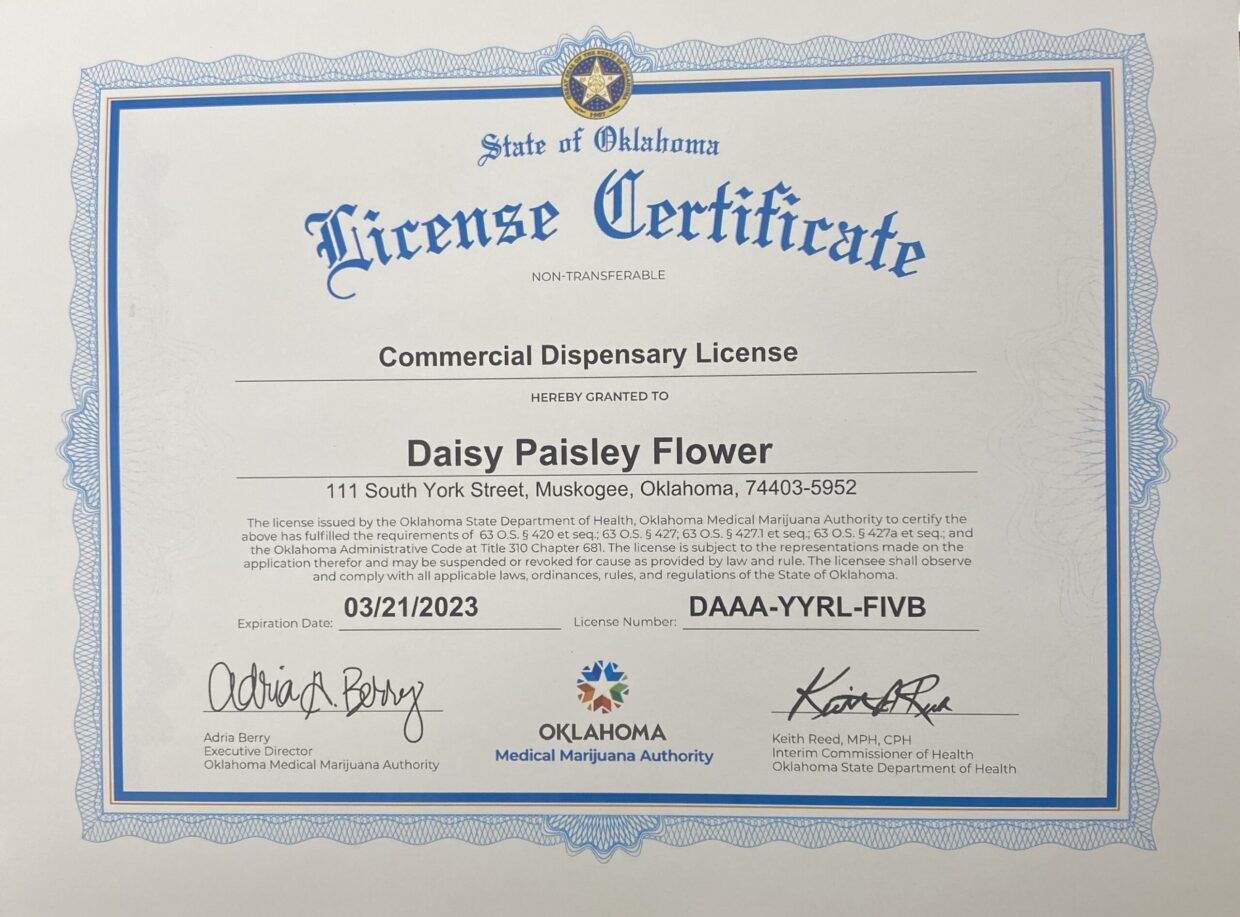 State of Oklahoma
License Certificate
NON-TRANSFERABLE
Commercial Dispensary License
HEREBY GRANTED TO
Daisy Paisley Flower
111 South York Street, Muskogee, Oklahoma, 74403-5952
The license issued by the Oklahoma State Department of Health, Oklahoma Medical Marijuana Authority to certify the
above has fulfilled the requirements of 63 O.S. § 420 et seq.; 63 O.S. § 427; 63 O.S. § 427.1 et seq.; 63 O.S. § 427a et seq.; and
the Oklahoma Administrative Code at Title 310 Chapter 681. The license is subject to the representations made on the
application therefor and may be suspended or revoked for cause as provided by law and rule. The licensee shall observe
and comply with all applicable laws, ordinances, rules, and regulations of the State of Oklahoma.
Expiration Date: 03/21/2023 License Number: DAAA-YYRL-FIVB
Adria A. Berry
Adria Berry
Executive Director
Oklahoma Medical Marijuana Authority
OKLAHOMA
Medical Marijuana Authority
Keith Reed, MPH, CPH
Interim Commissioner of Health
Oklahoma State Department of Health